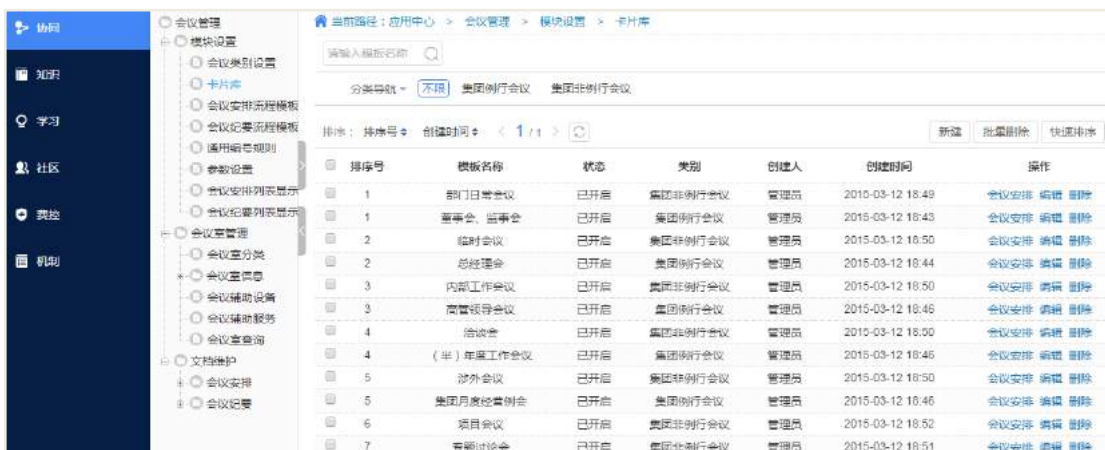 协同
知识
学习
社区
费控
机制
会议管理
模块设置
会议类别设置
卡片库
会议安排流程模板
会议纪要流程模板
通用编号规则
参数设置
会议安排列表显示
会议纪要列表显示
会议室管理
会议室分类
会议室信息
会议辅助设备
会议辅助服务
会议室查询
文档维护
会议安排
会议纪要
当前路径：应用中心 > 会议管理 > 模块设置 > 卡片库
请输入模板名称
分类导航 不限 集团例行会议 集团非例行会议
排序： 排序号 创建时间 < 1 / 1 > 新建 批量删除 快速排序
排序号 模板名称 状态 类别 创建人 创建时间 操作
1 部门日常会议 已开启 集团非例行会议 管理员 2015-03-12 18:49 会议安排 编辑 删除
1 董事会、监事会 已开启 集团例行会议 管理员 2015-03-12 18:43 会议安排 编辑 删除
2 临时会议 已开启 集团非例行会议 管理员 2015-03-12 18:50 会议安排 编辑 删除
2 总经理会 已开启 集团例行会议 管理员 2015-03-12 18:44 会议安排 编辑 删除
3 内部工作会议 已开启 集团非例行会议 管理员 2015-03-12 18:50 会议安排 编辑 删除
3 高管领导会议 已开启 集团例行会议 管理员 2015-03-12 18:46 会议安排 编辑 删除
4 洽谈会 已开启 集团非例行会议 管理员 2015-03-12 18:50 会议安排 编辑 删除
4 （半）年度工作会议 已开启 集团例行会议 管理员 2015-03-12 18:46 会议安排 编辑 删除
5 涉外会议 已开启 集团非例行会议 管理员 2015-03-12 18:50 会议安排 编辑 删除
5 集团月度经营例会 已开启 集团例行会议 管理员 2015-03-12 18:46 会议安排 编辑 删除
6 项目会议 已开启 集团非例行会议 管理员 2015-03-12 18:52 会议安排 编辑 删除
7 专题讨论会 已开启 集团非例行会议 管理员 2015-03-12 18:51 会议安排 编辑 删除